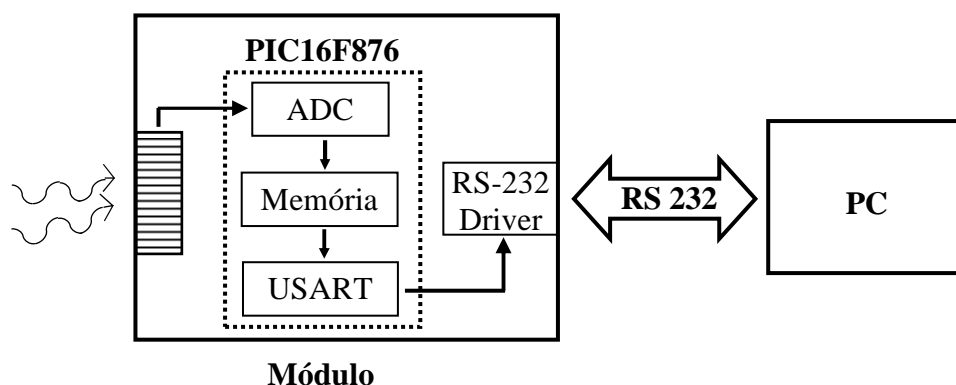 PIC16F876
ADC
Memória
USART
RS-232
Driver
RS 232
PC
Módulo